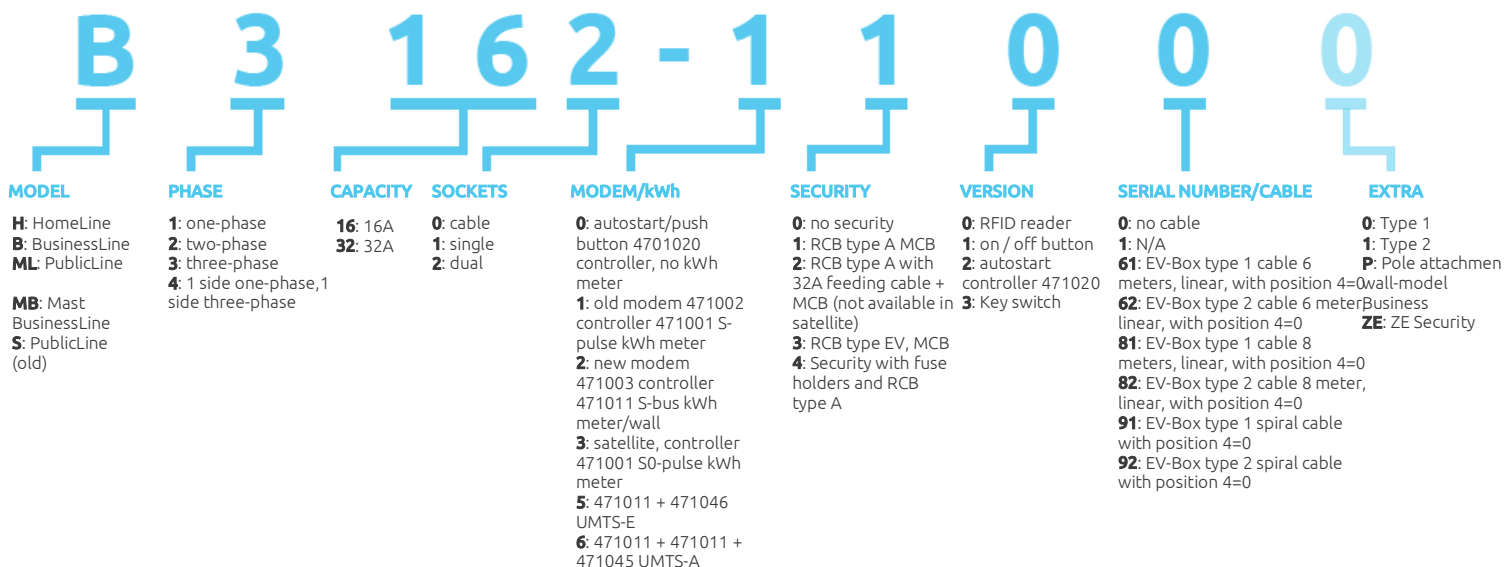 B 3 1 6 2 - 1 1 0 0 0
MODEL
H: HomeLine
B: BusinessLine
ML: PublicLine
MB: Mast
BusinessLine
S: PublicLine
(old)
PHASE
1: one-phase
2: two-phase
3: three-phase
4: 1 side one-phase,1
side three-phase
CAPACITY
16: 16A
32: 32A
SOCKETS
0: cable
1: single
2: dual
MODEM/kWh
0: autostart/push
button 4701020
controller, no kWh
meter
1: old modem 471002
controller 471001 S-
pulse kWh meter
2: new modem
471003 controller
471011 S-bus kWh
meter/wall
3: satellite, controller
471001 S0-pulse kWh
meter
5: 471011 + 471046
UMTS-E
6: 471011 + 471011 +
471045 UMTS-A
SECURITY
0: no security
1: RCB type A MCB
2: RCB type A with
32A feeding cable +
MCB (not available in
satellite)
3: RCB type EV, MCB
4: Security with fuse
holders and RCB
type A
VERSION
0: RFID reader
1: on / off button
2: autostart
controller 471020
3: Key switch
SERIAL NUMBER/CABLE
0: no cable
1: N/A
61: EV-Box type 1 cable 6
meters, linear, with position 4=0
62: EV-Box type 2 cable 6 meter,
linear, with position 4=0
81: EV-Box type 1 cable 8
meters, linear, with position 4=0
82: EV-Box type 2 cable 8 meter,
linear, with position 4=0
91: EV-Box type 1 spiral cable
with position 4=0
92: EV-Box type 2 spiral cable
with position 4=0
EXTRA
0: Type 1
1: Type 2
P: Pole attachmen
wall-model
Business
ZE: ZE Security